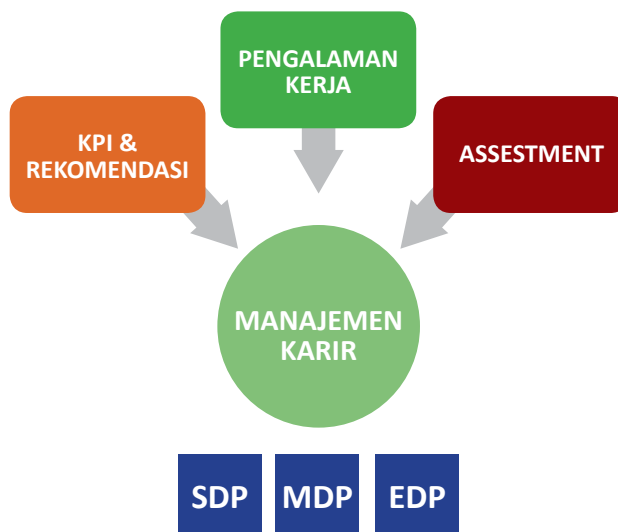 PENGALAMAN
KERJA
KPI &
REKOMENDASI
ASSESTMENT
MANAJEMEN
KARIR
SDP
MDP
EDP